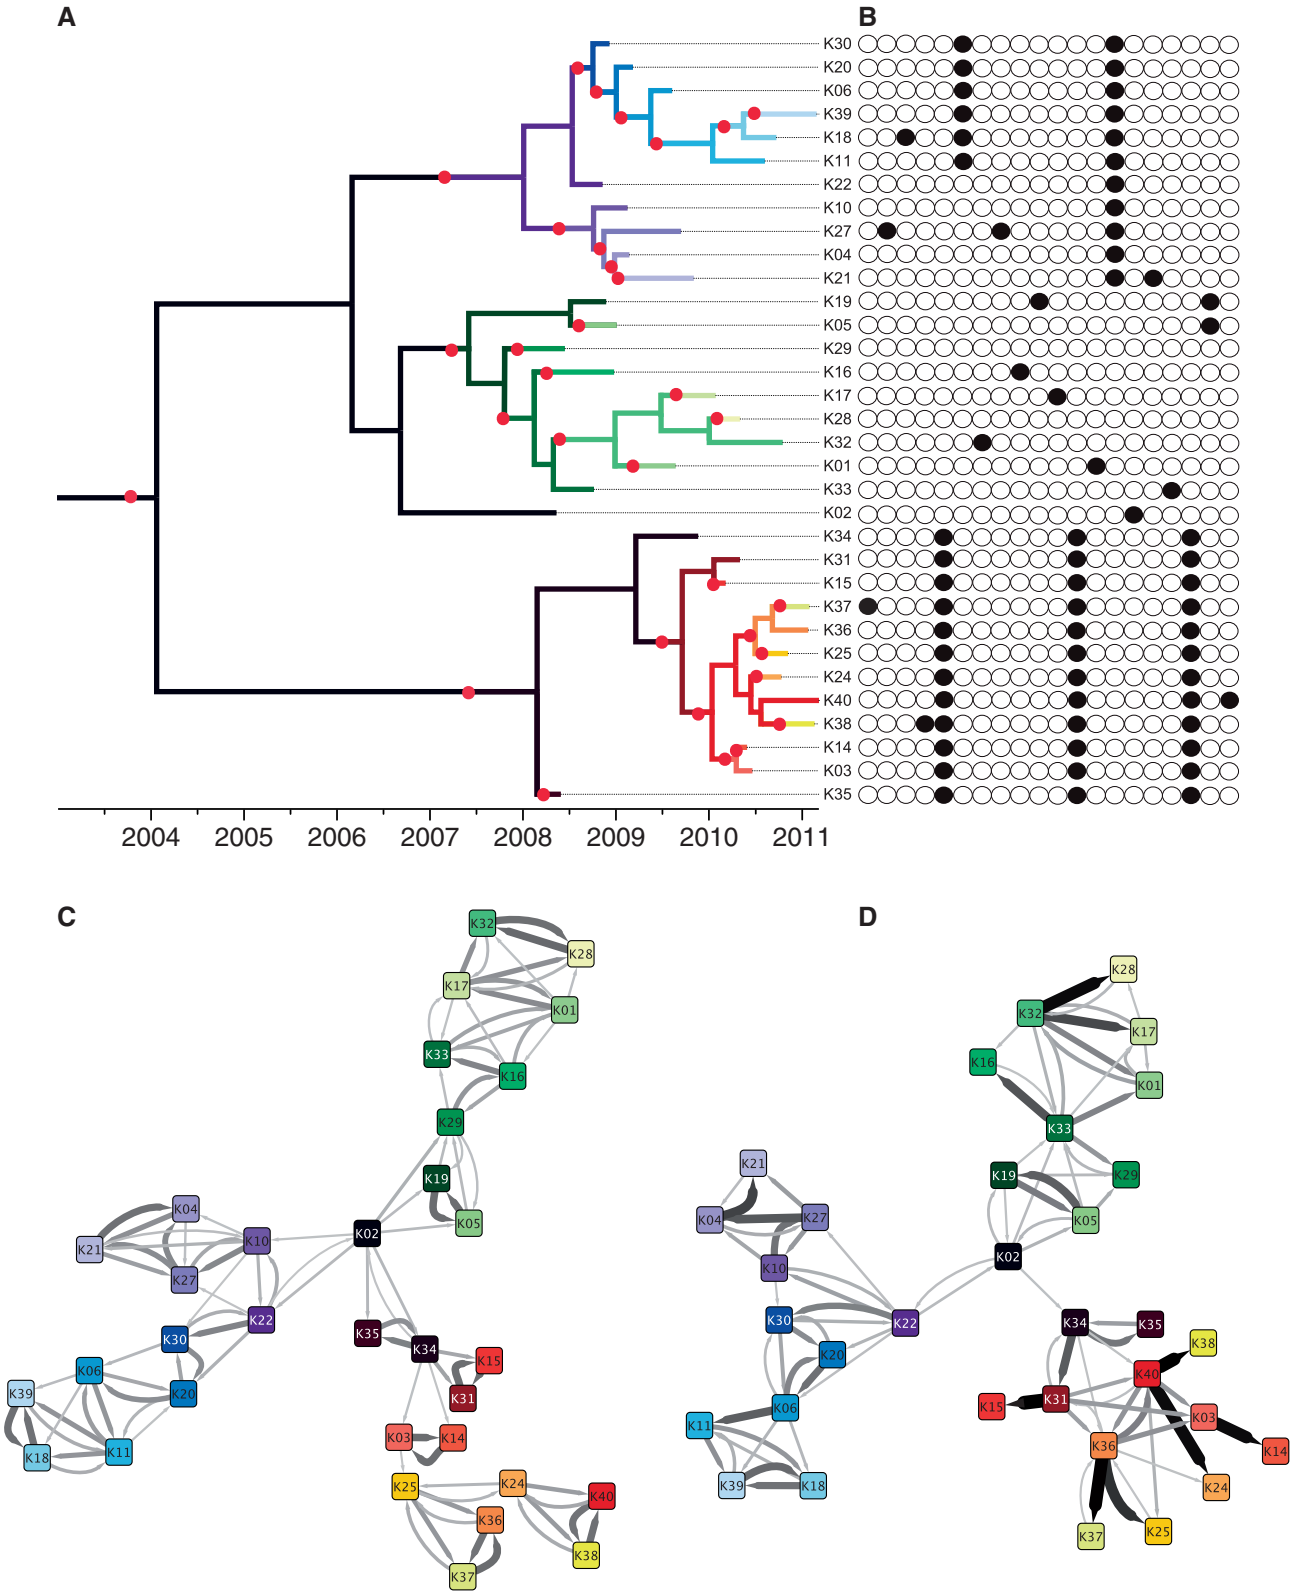 A
B
K30
K20
K06
K39
K18
K11
K22
K10
K27
K04
K21
K19
K05
K29
K16
K17
K28
K32
K01
K33
K02
K34
K31
K15
K37
K36
K25
K24
K40
K38
K14
K03
K35
2004 2005 2006 2007 2008 2009 2010 2011
C
K32
K28
K17
K01
K33
K16
K29
K19
K05
K04
K21
K10
K02
K27
K22
K35
K30
K34
K15
K06
K20
K39
K31
K03
K14
K11
K18
K25
K24
K40
K36
K38
K37
D
K28
K32
K17
K16
K01
K33
K21
K19
K29
K04
K27
K05
K02
K10
K30
K22
K34
K35
K38
K20
K40
K31
K15
K06
K11
K03
K36
K14
K39
K18
K24
K25
K37